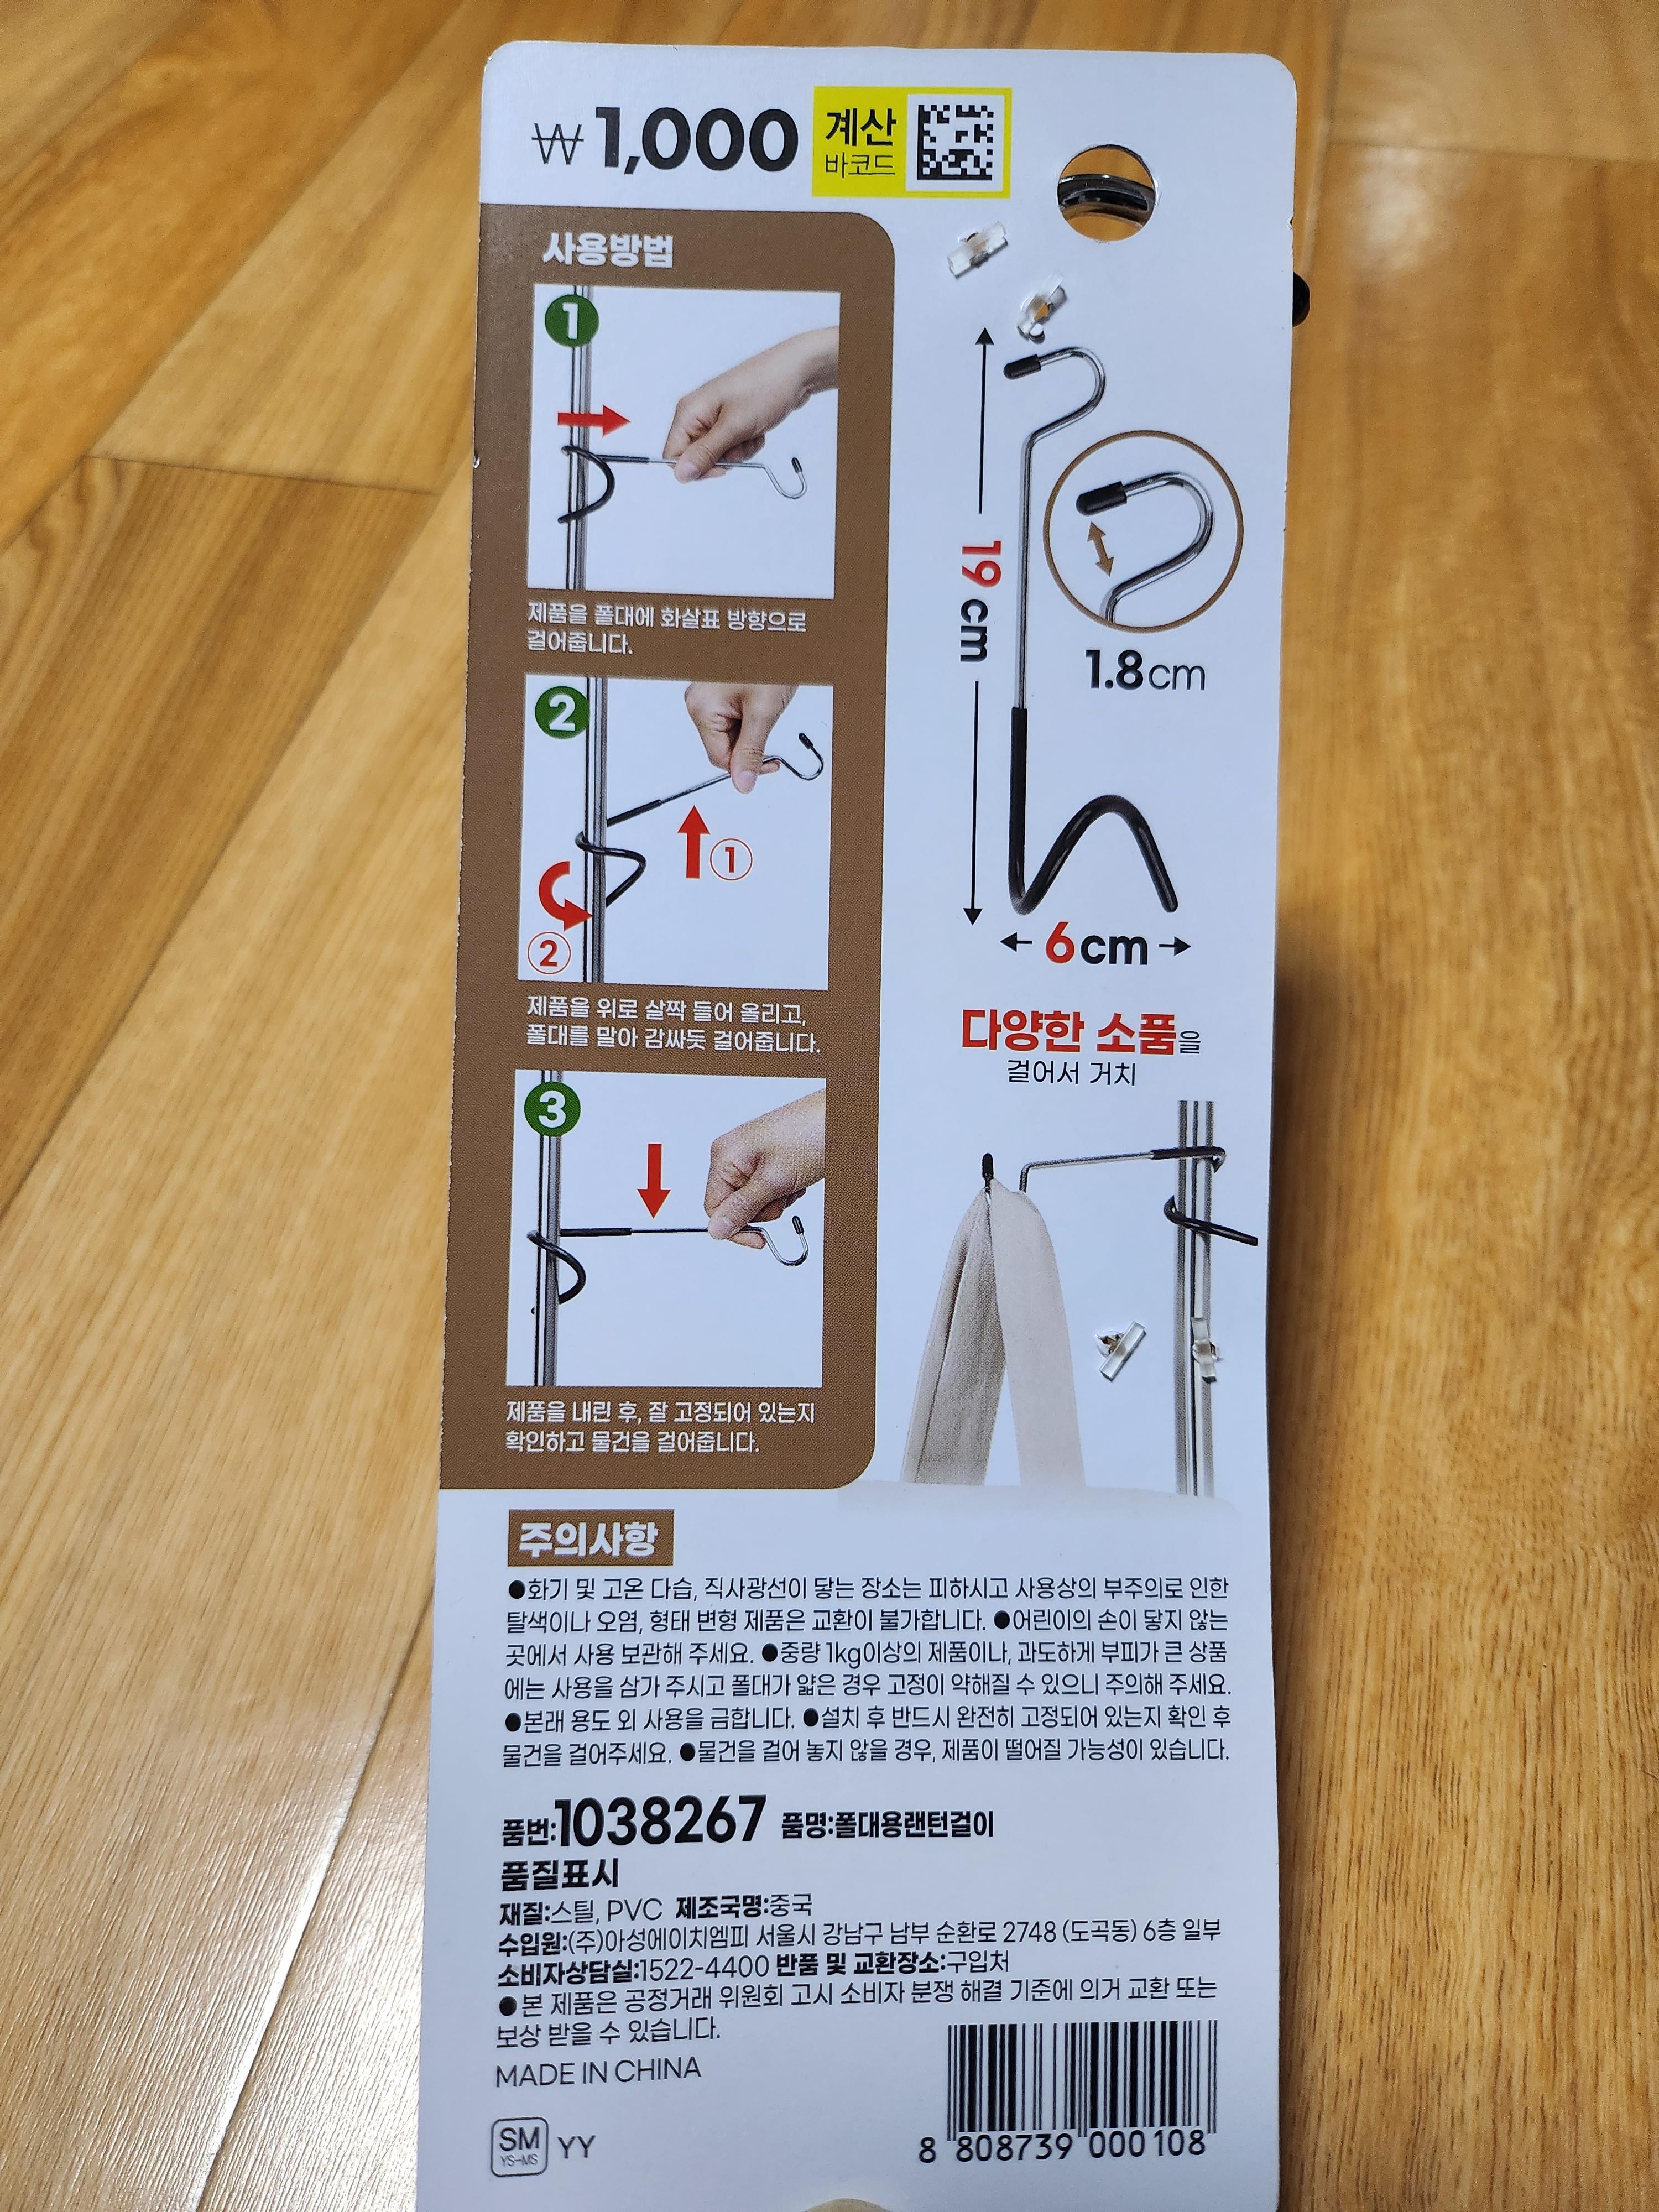 ₩1,000 계산
바코드
사용방법
1
제품을 폴대에 화살표 방향으로
걸어줍니다.
2
①
②
제품을 위로 살짝 들어 올리고,
폴대를 말아 감싸듯 걸어줍니다.
3
제품을 내린 후, 잘 고정되어 있는지
확인하고 물건을 걸어줍니다.
19 cm
1.8cm
6cm
다양한 소품을
걸어서 거치
주의사항
●화기 및 고온 다습, 직사광선이 닿는 장소는 피하시고 사용상의 부주의로 인한
탈색이나 오염, 형태 변형 제품은 교환이 불가합니다. ●어린이의 손이 닿지 않는
곳에서 사용 보관해 주세요. ●중량 1kg이상의 제품이나, 과도하게 부피가 큰 상품
에는 사용을 삼가 주시고 폴대가 얇은 경우 고정이 약해질 수 있으니 주의해 주세요.
●본래 용도 외 사용을 금합니다. ●설치 후 반드시 완전히 고정되어 있는지 확인 후
물건을 걸어주세요. ●물건을 걸어 놓지 않을 경우, 제품이 떨어질 가능성이 있습니다.
품번:1038267 품명:폴대용랜턴걸이
품질표시
재질:스틸, PVC 제조국명:중국
수입원:(주)아성에이치엠피 서울시 강남구 남부 순환로 2748 (도곡동) 6층 일부
소비자상담실:1522-4400 반품 및 교환장소:구입처
●본 제품은 공정거래 위원회 고시 소비자 분쟁 해결 기준에 의거 교환 또는
보상 받을 수 있습니다.
MADE IN CHINA
SM
YS-MS
YY
8 808739 000108